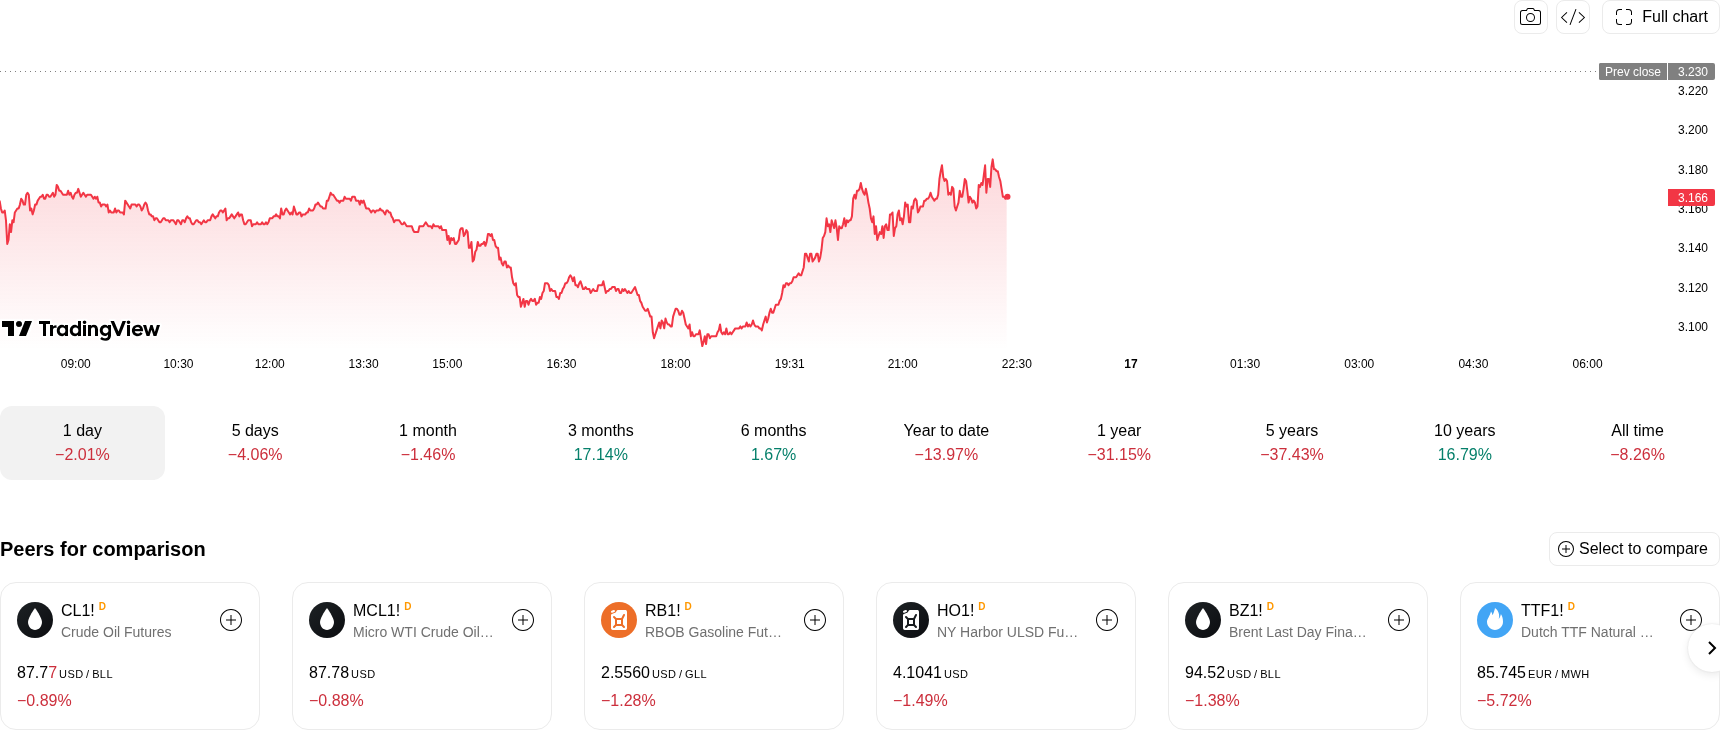 Full chart
Prev close 3.230
3.220
3.200
3.180
3.166
3.160
3.140
3.120
3.100
TradingView
09:00 10:30 12:00 13:30 15:00 16:30 18:00 19:31 21:00 22:30 17 01:30 03:00 04:30 06:00
1 day 5 days 1 month 3 months 6 months Year to date 1 year 5 years 10 years All time
−2.01% −4.06% −1.46% 17.14% 1.67% −13.97% −31.15% −37.43% 16.79% −8.26%
Peers for comparison
Select to compare
CL1! D
Crude Oil Futures
87.77 USD / BLL
−0.89%
MCL1! D
Micro WTI Crude Oil…
87.78 USD
−0.88%
RB1! D
RBOB Gasoline Fut…
2.5560 USD / GLL
−1.28%
HO1! D
NY Harbor ULSD Fu…
4.1041 USD
−1.49%
BZ1! D
Brent Last Day Fina…
94.52 USD / BLL
−1.38%
TTF1! D
Dutch TTF Natural …
85.745 EUR / MWH
−5.72%